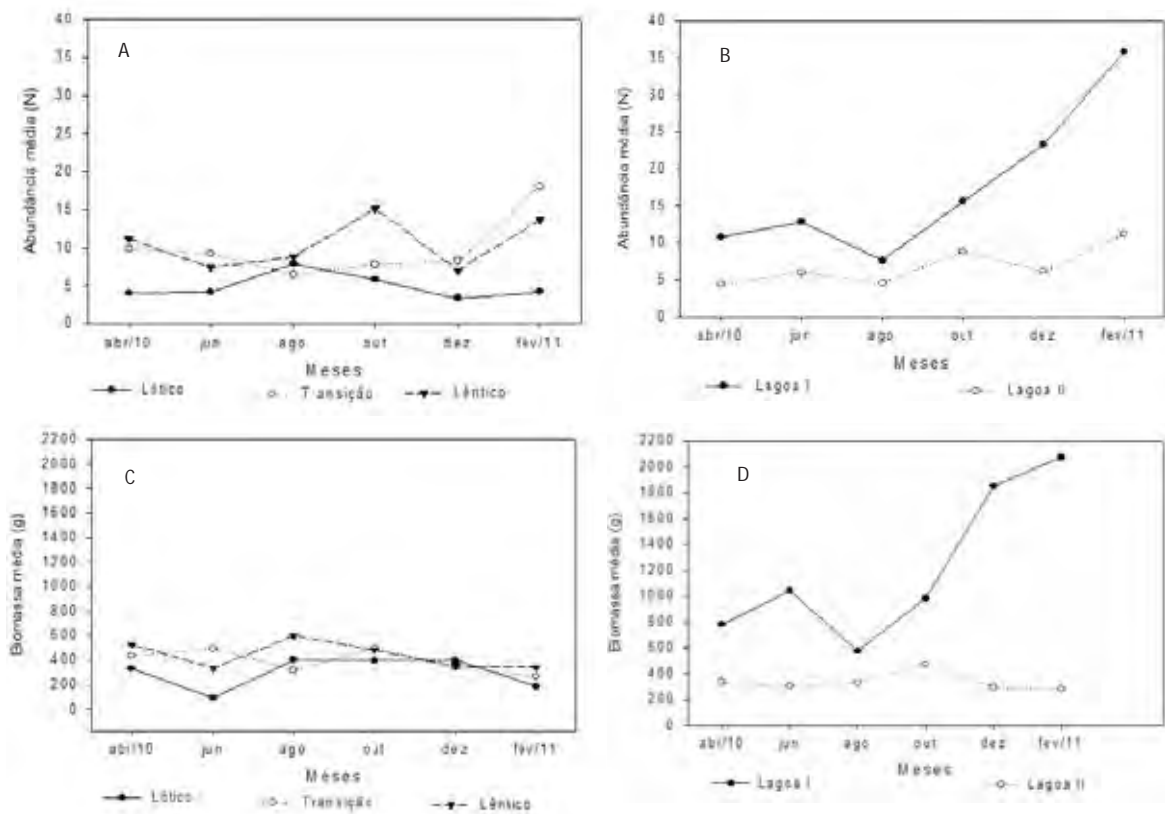 A
Abundância média (N)
40
35
30
25
20
15
10
5
0
abr/10 jun ago out dez fev/11
Meses
Lótico Transição Lêntico
B
Abundância média (N)
40
35
30
25
20
15
10
5
0
abr/10 jun ago oct dez fev/11
Meses
Lagoa I Lagoa II
C
Biomassa média (g)
2200
2000
1800
1600
1400
1200
1000
800
600
400
200
0
abr/10 jun ago out dez fev/11
Meses
Lótico Transição Lêntico
D
Biomassa média (g)
2200
2000
1800
1600
1400
1200
1000
800
600
400
200
0
abr/10 jun ago out dez fev/11
Meses
Lagoa I Lagoa II